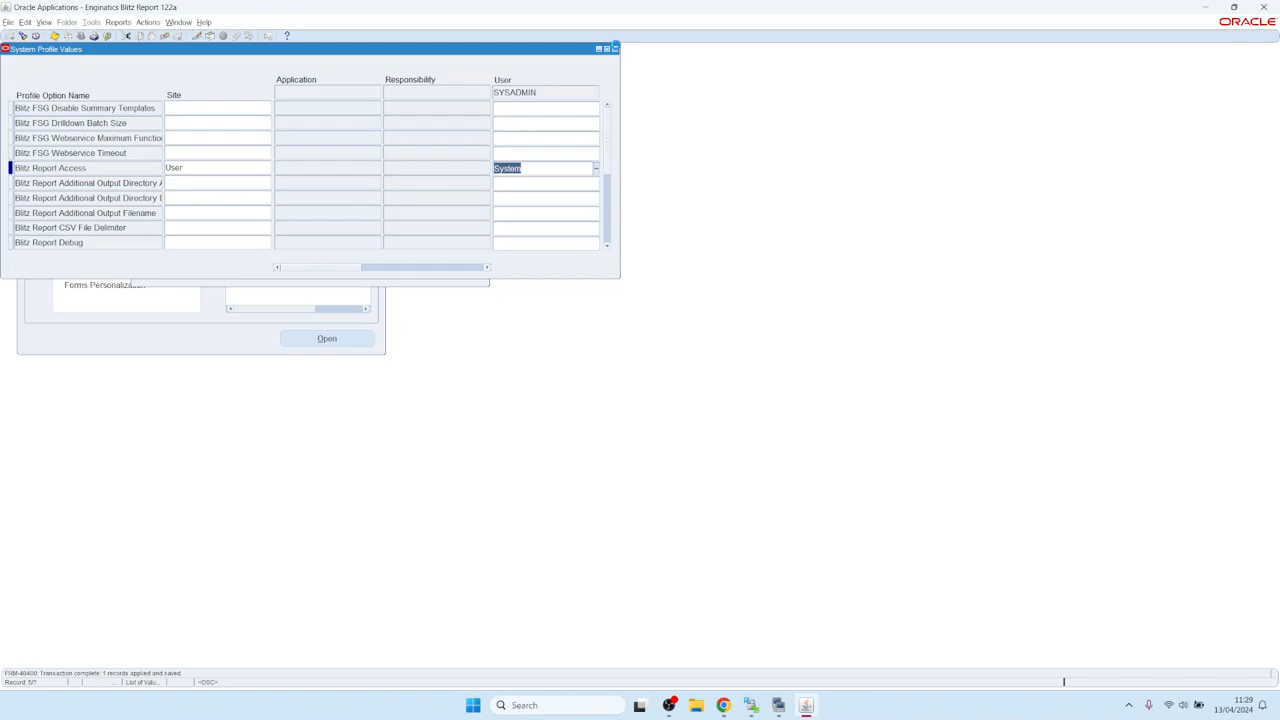 Oracle Applications - Enginatics Blitz Report 122a
File Edit View Folder Tools Reports Actions Window Help
ORACLE
System Profile Values
Application Responsibility User
Profile Option Name Site SYSADMIN
Blitz FSG Disable Summary Templates
Blitz FSG Drilldown Batch Size
Blitz FSG Webservice Maximum Functio
Blitz FSG Webservice Timeout
Blitz Report Access User System
Blitz Report Additional Output Directory A
Blitz Report Additional Output Directory
Blitz Report Additional Output Filename
Blitz Report CSV File Delimiter
Blitz Report Debug
Forms Personalization
Open
FRM-40400: Transaction complete: 1 records applied and saved.
Record: 5/7 ... List of Valu... <OSC>
Search
11:29
13/04/2024